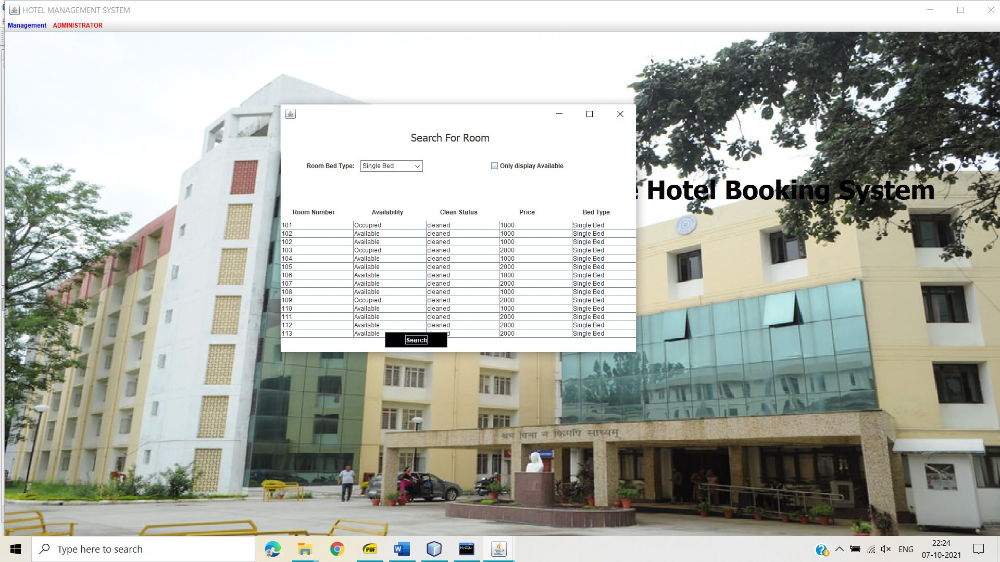 HOTEL MANAGEMENT SYSTEM
Management ADMINISTRATOR
Search For Room
Room Bed Type: Single Bed Only display Available
Hotel Booking System
Room Number Availability Clean Status Price Bed Type
101 Occupied cleaned 1000 Single Bed
102 Available cleaned 1000 Single Bed
102 Available cleaned 1000 Single Bed
103 Occupied cleaned 2000 Single Bed
104 Available cleaned 1000 Single Bed
105 Available cleaned 2000 Single Bed
106 Available cleaned 1000 Single Bed
107 Available cleaned 2000 Single Bed
108 Available cleaned 1000 Single Bed
109 Occupied cleaned 2000 Single Bed
110 Available cleaned 1000 Single Bed
111 Available cleaned 2000 Single Bed
112 Available cleaned 2000 Single Bed
113 Available 2000 Single Bed
Search
श्रम विना न किमपि साध्यम्
Type here to search
PDF
W
MySQL
ENG
22:24
07-10-2021